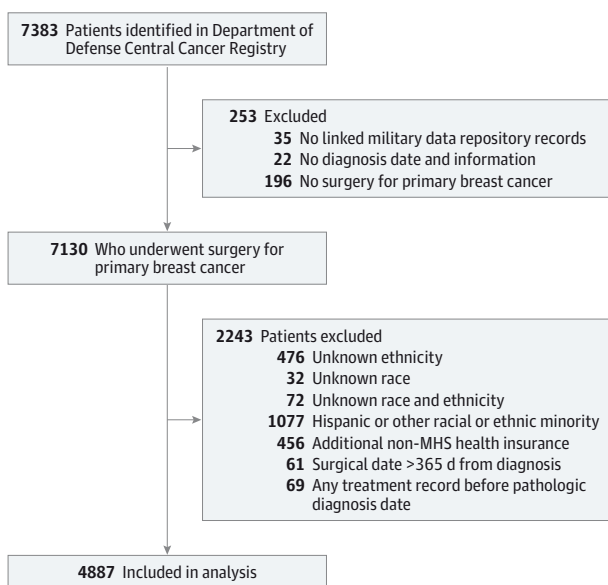 7383 Patients identified in Department of
Defense Central Cancer Registry
253 Excluded
35 No linked military data repository records
22 No diagnosis date and information
196 No surgery for primary breast cancer
7130 Who underwent surgery for
primary breast cancer
2243 Patients excluded
476 Unknown ethnicity
32 Unknown race
72 Unknown race and ethnicity
1077 Hispanic or other racial or ethnic minority
456 Additional non-MHS health insurance
61 Surgical date >365 d from diagnosis
69 Any treatment record before pathologic
diagnosis date
4887 Included in analysis